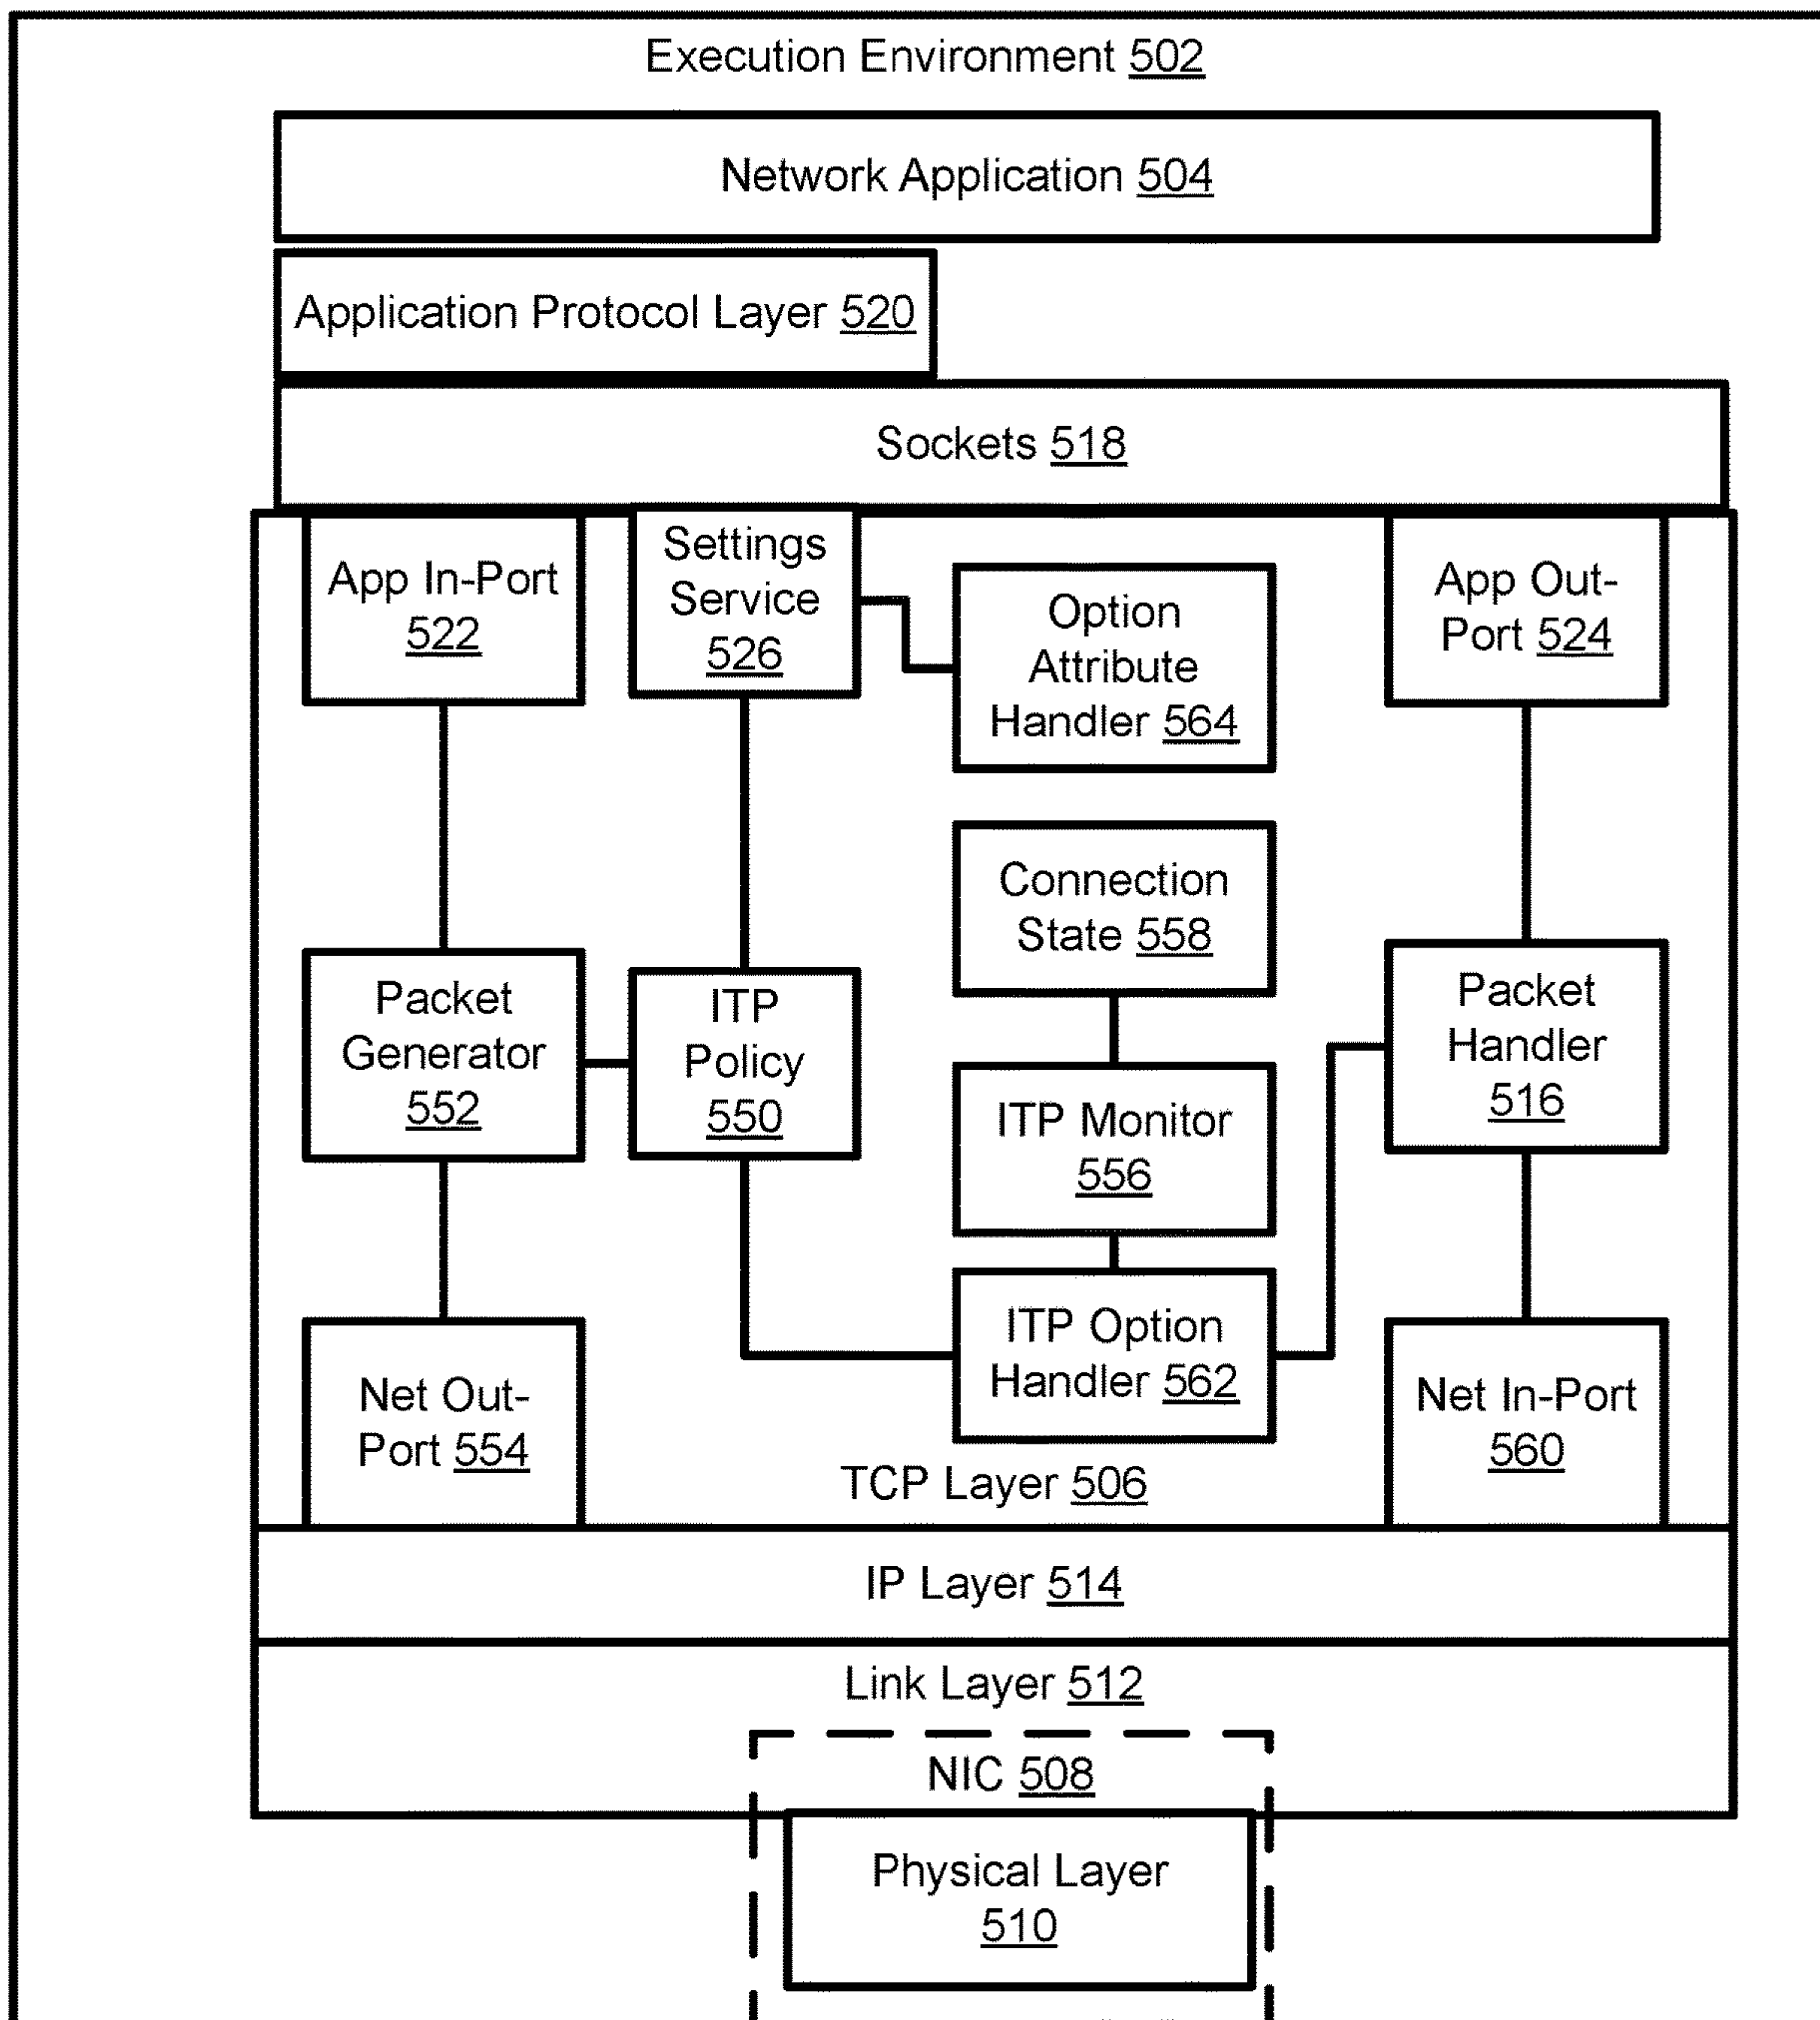 Execution Environment 502
Network Application 504
Application Protocol Layer 520
Sockets 518
App In-Port
522
Settings
Service
526
Option
Attribute
Handler 564
App Out-
Port 524
Connection
State 558
Packet
Generator
552
ITP
Policy
550
ITP Monitor
556
Packet
Handler
516
ITP Option
Handler 562
Net Out-
Port 554
Net In-Port
560
TCP Layer 506
IP Layer 514
Link Layer 512
NIC 508
Physical Layer
510